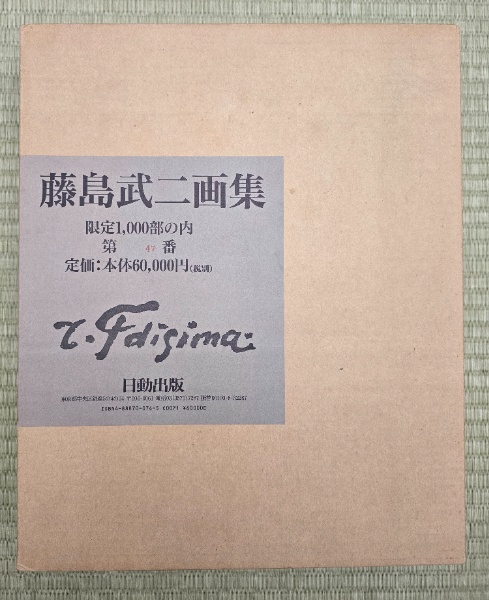 藤島武二画集
限定1,000部の内
第 47 番
定価：本体60,000円(税別)
T. Fdisima.
日動出版